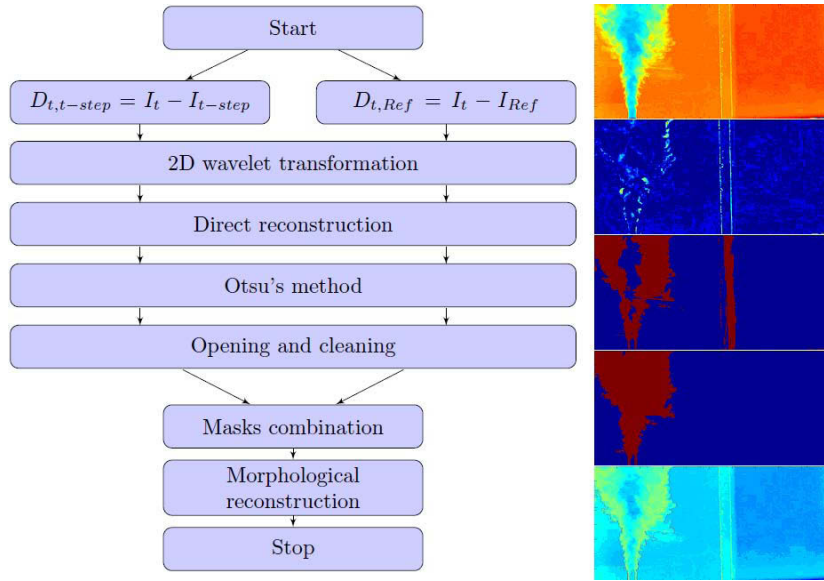 Start
D_{t,t-step} = I_t - I_{t-step}
D_{t,Ref} = I_t - I_{Ref}
2D wavelet transformation
Direct reconstruction
Otsu's method
Opening and cleaning
Masks combination
Morphological
reconstruction
Stop